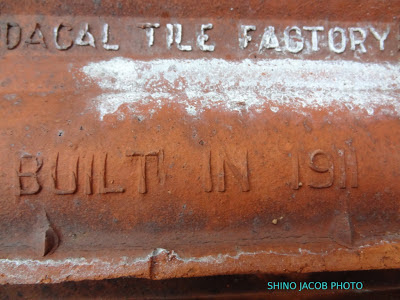 DACAL TILE FACTORY.
BUILT IN 1911
SHINO JACOB PHOTO